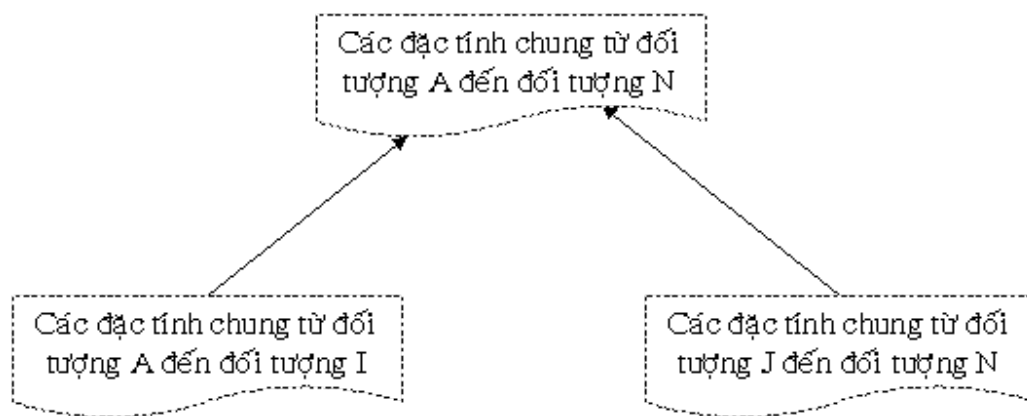 Các đặc tính chung từ đối
tượng A đến đối tượng N
Các đặc tính chung từ đối
tượng A đến đối tượng I
Các đặc tính chung từ đối
tượng J đến đối tượng N